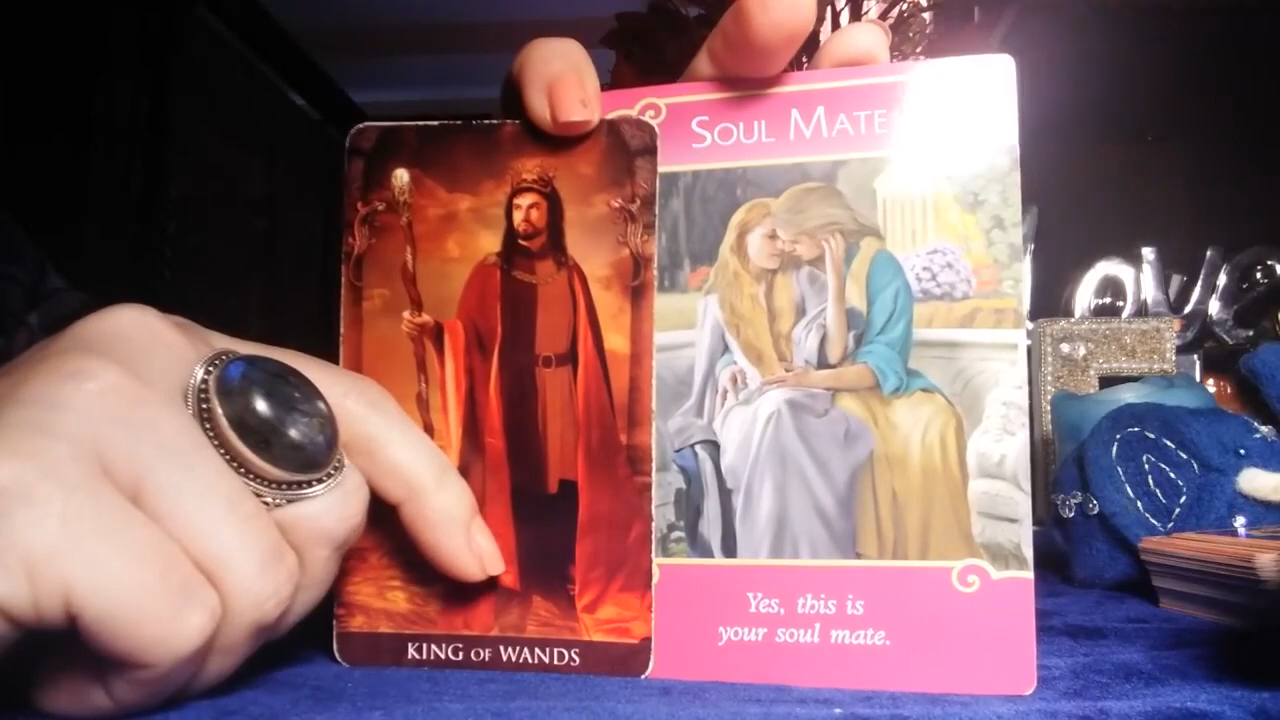 SOUL MATE
KING OF WANDS
Yes, this is
your soul mate.